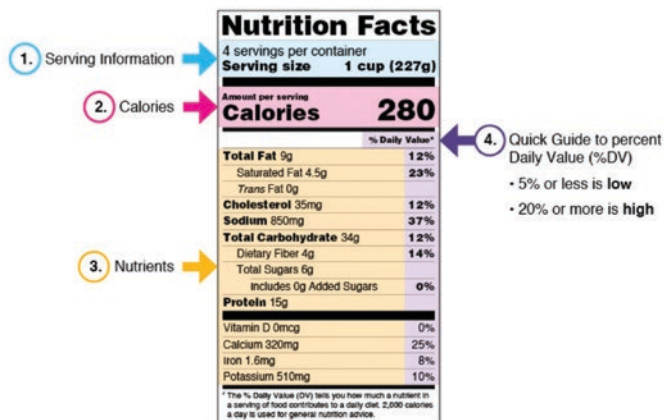 Nutrition Facts
4 servings per container
Serving size 1 cup (227g)
Amount per serving
Calories 280
% Daily Value*
Total Fat 9g 12%
Saturated Fat 4.5g 23%
Trans Fat 0g
Cholesterol 35mg 12%
Sodium 850mg 37%
Total Carbohydrate 34g 12%
Dietary Fiber 4g 14%
Total Sugars 6g
Includes 0g Added Sugars 0%
Protein 15g
Vitamin D 0mcg 0%
Calcium 320mg 25%
Iron 1.6mg 8%
Potassium 510mg 10%
* The % Daily Value (DV) tells you how much a nutrient in
a serving of food contributes to a daily diet. 2,000 calories
a day is used for general nutrition advice.
1. Serving Information
2. Calories
3. Nutrients
4. Quick Guide to percent
Daily Value (%DV)
• 5% or less is low
• 20% or more is high